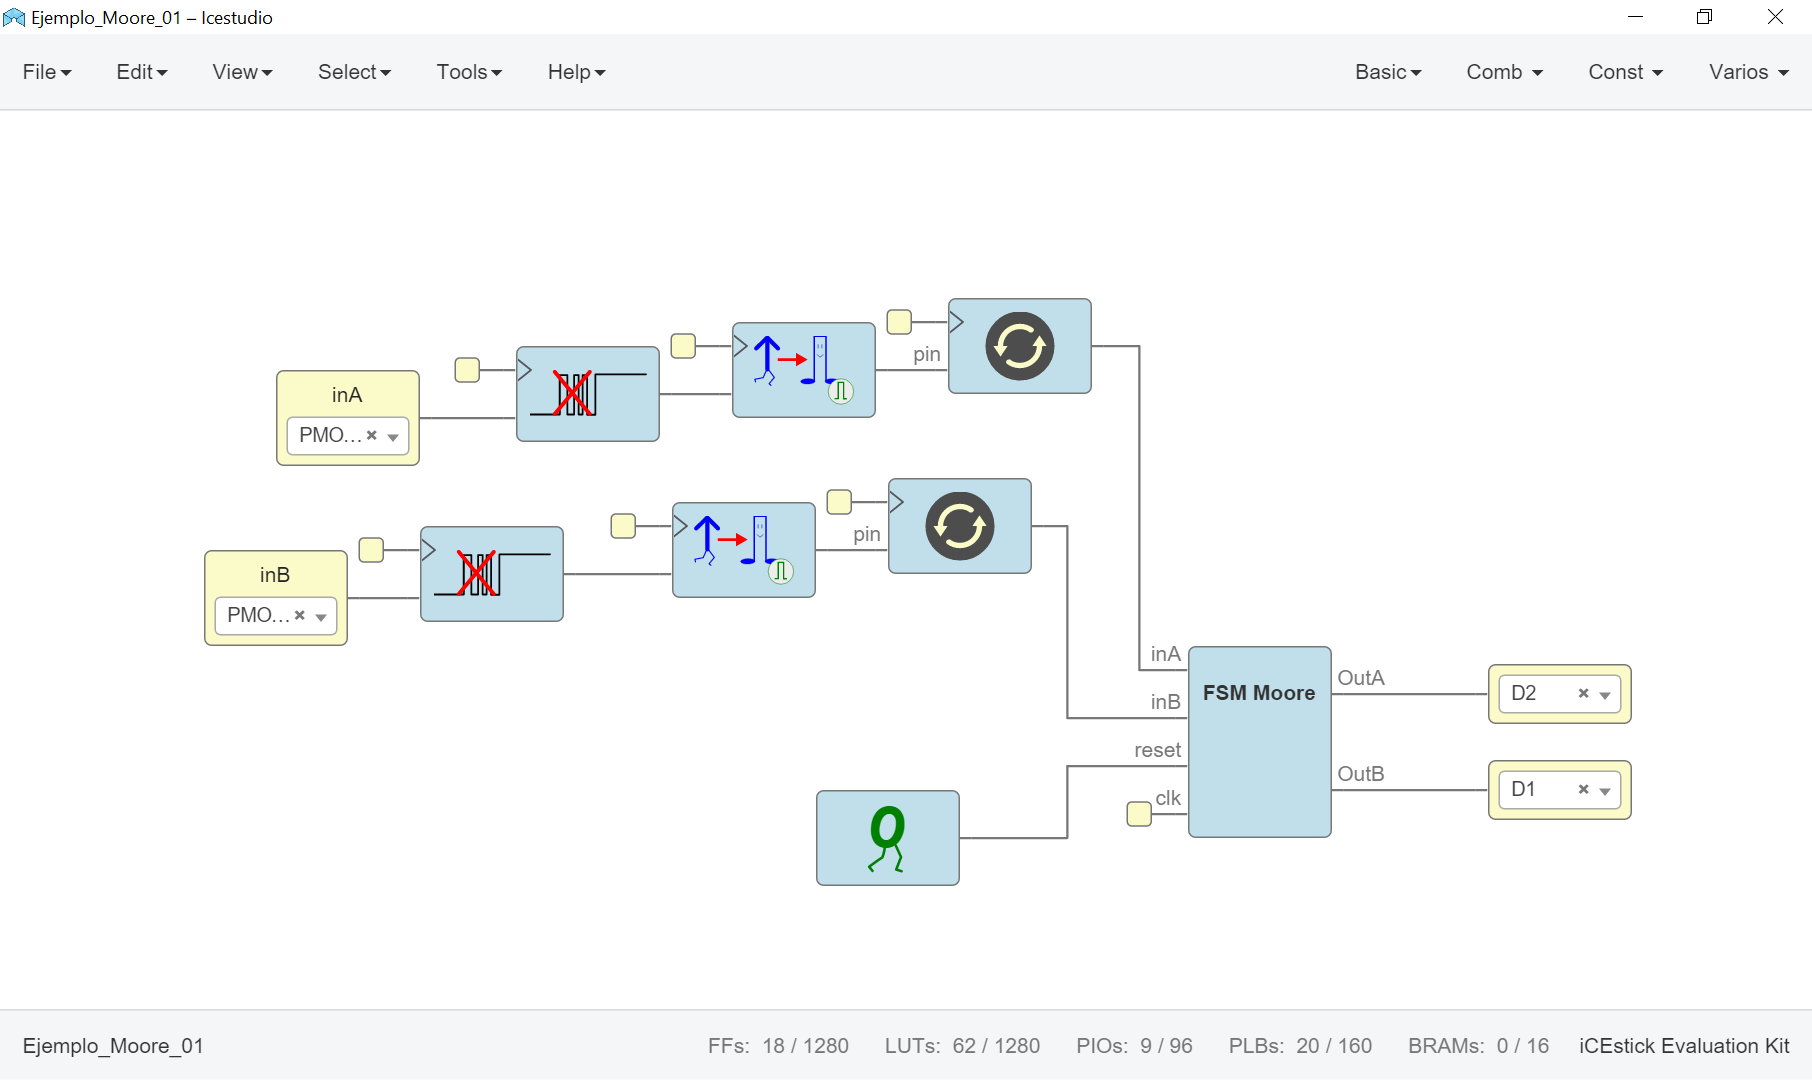 Ejemplo_Moore_01 – Icestudio
File Edit View Select Tools Help Basic Comb Const Varios
pin
inA
PMO...
pin
inB
PMO...
inA
inB
reset
clk
FSM Moore
OutA
OutB
D2
D1
0
Ejemplo_Moore_01 FFs: 18 / 1280 LUTs: 62 / 1280 PIOs: 9 / 96 PLBs: 20 / 160 BRAMs: 0 / 16 iCEstick Evaluation Kit